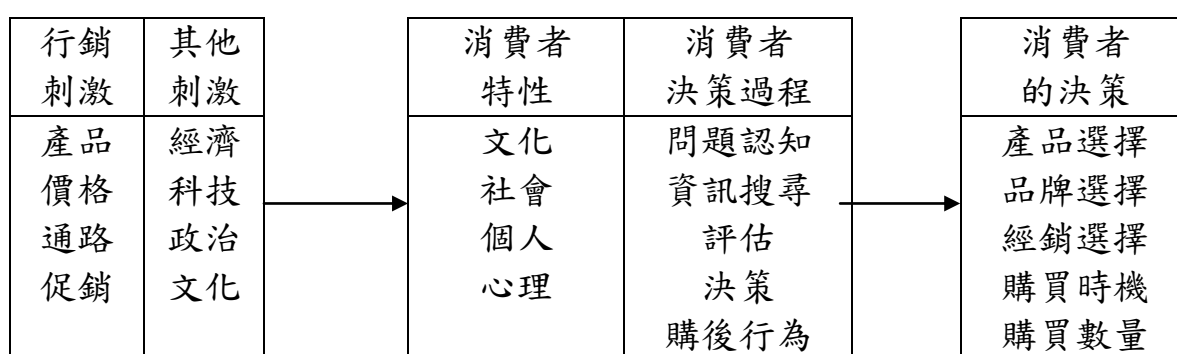 行銷 其他 消費者 消費者 消費者
刺激 刺激 特性 決策過程 的決策
產品 經濟 文化 問題認知 產品選擇
價格 科技 社會 資訊搜尋 品牌選擇
通路 政治 個人 評估 經銷選擇
促銷 文化 心理 決策 購買時機
購後行為 購買數量